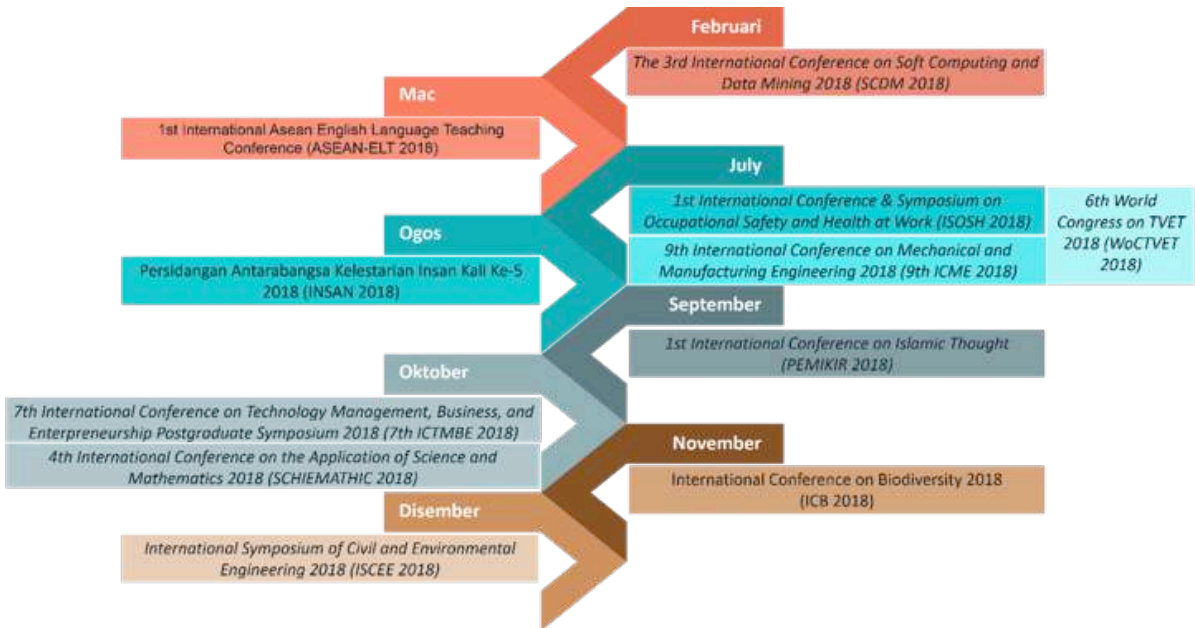 Februari
The 3rd International Conference on Soft Computing and
Data Mining 2018 (SCDM 2018)
Mac
1st International Asean English Language Teaching
Conference (ASEAN-ELT 2018)
July
1st International Conference & Symposium on
Occupational Safety and Health at Work (ISOSH 2018)
9th International Conference on Mechanical and
Manufacturing Engineering 2018 (9th ICME 2018)
6th World
Congress on TVET
2018 (WoCTVET
2018)
Ogos
Persidangan Antarabangsa Kelestarian Insan Kali Ke-5
2018 (INSAN 2018)
September
1st International Conference on Islamic Thought
(PEMIKIR 2018)
Oktober
7th International Conference on Technology Management, Business, and
Enterpreneurship Postgraduate Symposium 2018 (7th ICTMBE 2018)
4th International Conference on the Application of Science and
Mathematics 2018 (SCHIEMATHIC 2018)
November
International Conference on Biodiversity 2018
(ICB 2018)
Disember
International Symposium of Civil and Environmental
Engineering 2018 (ISCEE 2018)